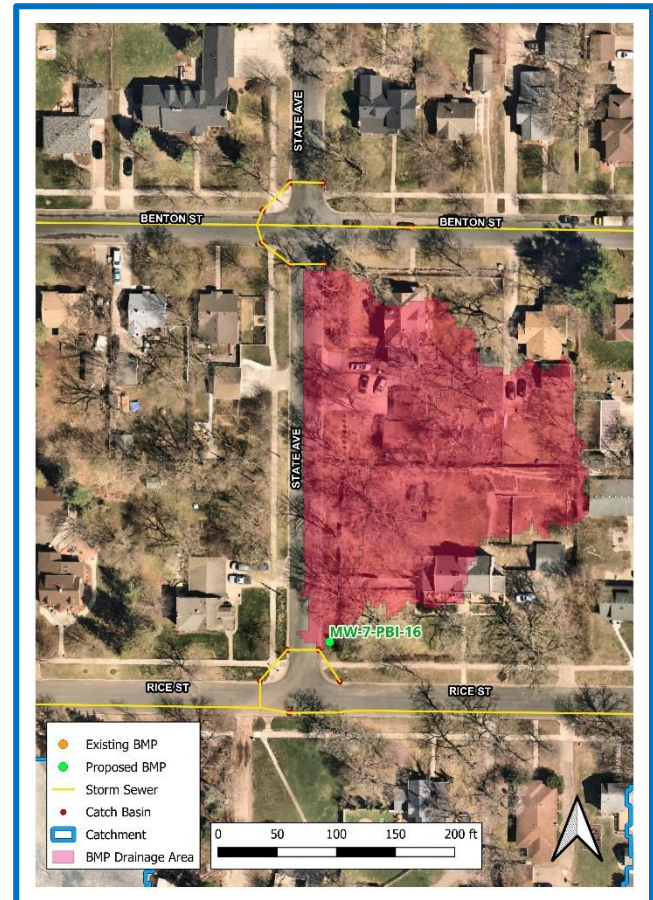 STATE AVE
BENTON ST
BENTON ST
STATE AVE
MW-7-PBI-16
RICE ST
RICE ST
Existing BMP
Proposed BMP
Storm Sewer
Catch Basin
Catchment
BMP Drainage Area
0 50 100 150 200 ft